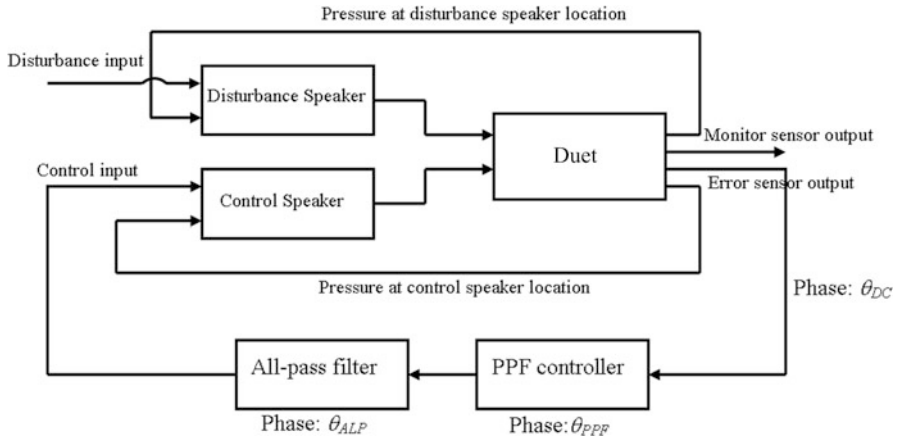 Pressure at disturbance speaker location
Disturbance input
Disturbance Speaker
Duet
Monitor sensor output
Control input
Control Speaker
Error sensor output
Pressure at control speaker location
Phase: θDC
All-pass filter
PPF controller
Phase: θALP
Phase: θPPF